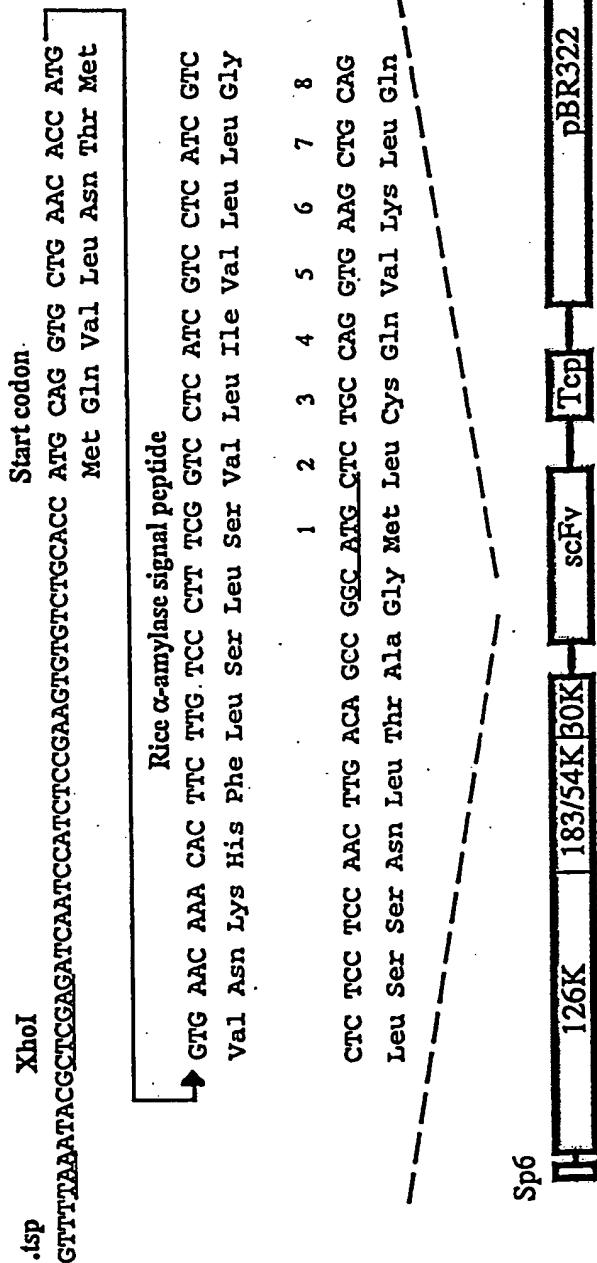 .tsp XhoI Start codon
GTTTTAAATACGCTCGAGATCAATCCATCTCCGAAGTGTGTCTGCACC ATG CAG GTG CTG AAC ACC ATG
Met Gln Val Leu Asn Thr Met
Rice α-amylase signal peptide
GTG AAC AAA CAC TTC TTG TCC CTT TCG GTC CTC ATC GTC CTC ATC GTC
Val Asn Lys His Phe Leu Ser Leu Ser Val Leu Ile Val Leu Leu Gly
1 2 3 4 5 6 7 8
CTC TCC TCC AAC TTG ACA GCC GGC ATG CTC TGC CAG GTG AAG CTG CAG
Leu Ser Ser Asn Leu Thr Ala Gly Met Leu Cys Gln Val Lys Leu Gln
Sp6
126K 183/54K 30K scFv Tcp pBR322